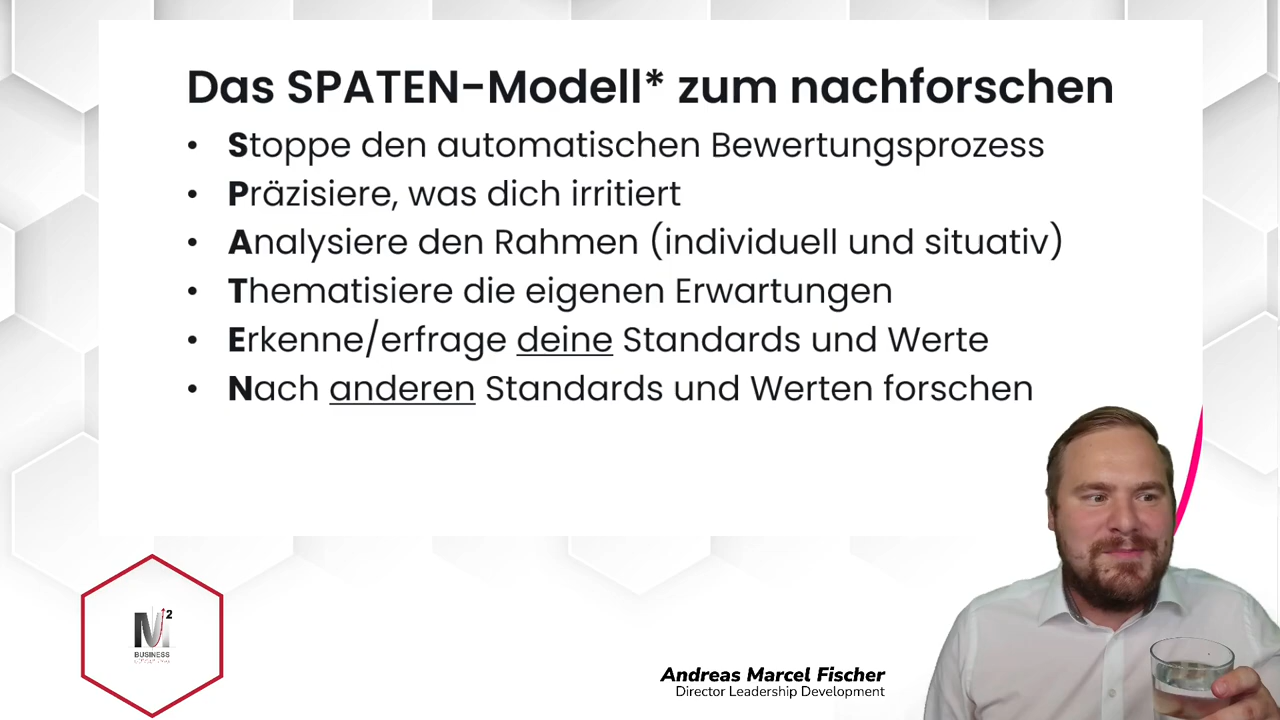 Das SPATEN-Modell* zum nachforschen
• Stoppe den automatischen Bewertungsprozess
• Präzisiere, was dich irritiert
• Analysiere den Rahmen (individuell und situativ)
• Thematisiere die eigenen Erwartungen
• Erkenne/erfrage deine Standards und Werte
• Nach anderen Standards und Werten forschen
M²
BUSINESS
Andreas Marcel Fischer
Director Leadership Development